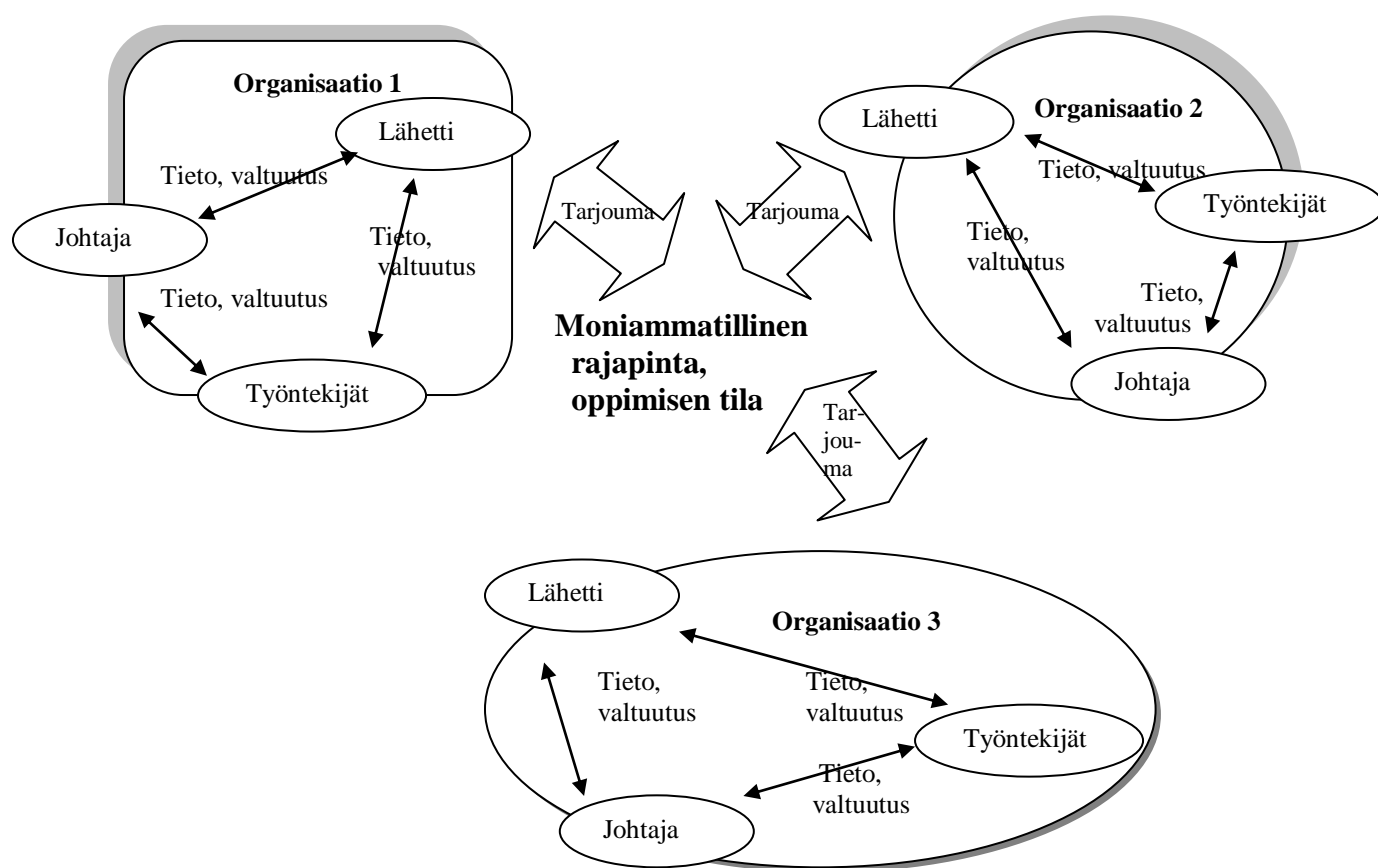 Organisaatio 1
Lähetti
Tieto, valtuutus
Johtaja
Tieto,
valtuutus
Tieto, valtuutus
Työntekijät
Tarjouma
Tarjouma
Organisaatio 2
Lähetti
Tieto, valtuutus
Työntekijät
Tieto,
valtuutus
Tieto,
valtuutus
Johtaja
Moniammatillinen
rajapinta,
oppimisen tila
Tar-
jou-
ma
Lähetti
Organisaatio 3
Tieto,
valtuutus
Tieto,
valtuutus
Työntekijät
Tieto,
valtuutus
Johtaja